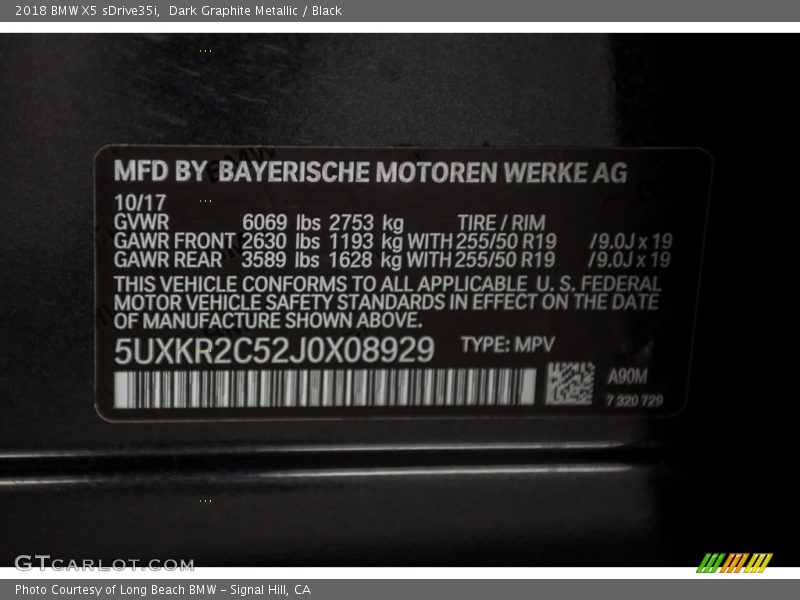 2018 BMW X5 sDrive35i, Dark Graphite Metallic / Black
MFD BY BAYERISCHE MOTOREN WERKE AG
10/17
GVWR 6069 lbs 2753 kg TIRE / RIM
GAWR FRONT 2630 lbs 1193 kg WITH 255/50 R19 /9.0J x 19
GAWR REAR 3589 lbs 1628 kg WITH 255/50 R19 /9.0J x 19
THIS VEHICLE CONFORMS TO ALL APPLICABLE U. S. FEDERAL
MOTOR VEHICLE SAFETY STANDARDS IN EFFECT ON THE DATE
OF MANUFACTURE SHOWN ABOVE.
5UXKR2C52J0X08929 TYPE: MPV
A90M
7 320 729
GTCARLOT.COM
Photo Courtesy of Long Beach BMW - Signal Hill, CA